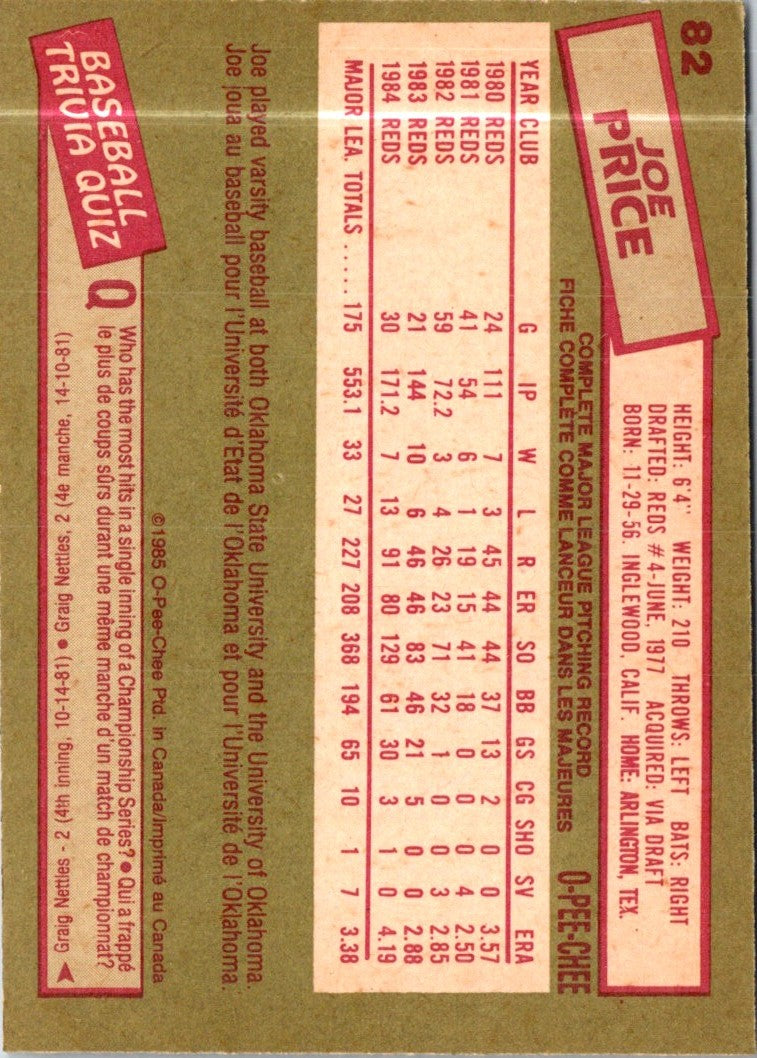 82
JOE
PRICE
HEIGHT: 6'4" WEIGHT: 210 THROWS: LEFT BATS: RIGHT
DRAFTED: REDS #4-JUNE, 1977 ACQUIRED: VIA DRAFT
BORN: 11-29-56, INGLEWOOD, CALIF. HOME: ARLINGTON, TEX.
COMPLETE MAJOR LEAGUE PITCHING RECORD
FICHE COMPLÈTE COMME LANCEUR DANS LES MAJEURES
O-PEE-CHEE
YEAR CLUB G IP W L R ER SO BB GS CG SHO SV ERA
1980 REDS 24 111 7 3 45 44 44 37 13 2 0 0 3.57
1981 REDS 41 54 6 1 19 15 41 18 0 0 0 4 2.50
1982 REDS 59 72.2 3 4 26 23 71 32 1 0 0 3 2.85
1983 REDS 21 144 10 6 46 46 83 46 21 5 0 0 2.88
1984 REDS 30 171.2 7 13 91 80 129 61 30 3 1 0 4.19
MAJOR LEA. TOTALS ..... 175 553.1 33 27 227 208 368 194 65 10 1 7 3.38
Joe played varsity baseball at both Oklahoma State University and the University of Oklahoma.
Joe joua au baseball pour l'Université d'Etat de l'Oklahoma et pour l'Université de l'Oklahoma.
©1985 O-Pee-Chee Ptd. in Canada/Imprimé au Canada
BASEBALL
TRIVIA QUIZ
Q Who has the most hits in a single inning of a Championship Series? ● Qui a frappé
le plus de coups sûrs durant une même manche d'un match de championnat?
Graig Nettles - 2 (4th inning, 10-14-81) ● Graig Nettles, 2 (4e manche, 14-10-81)